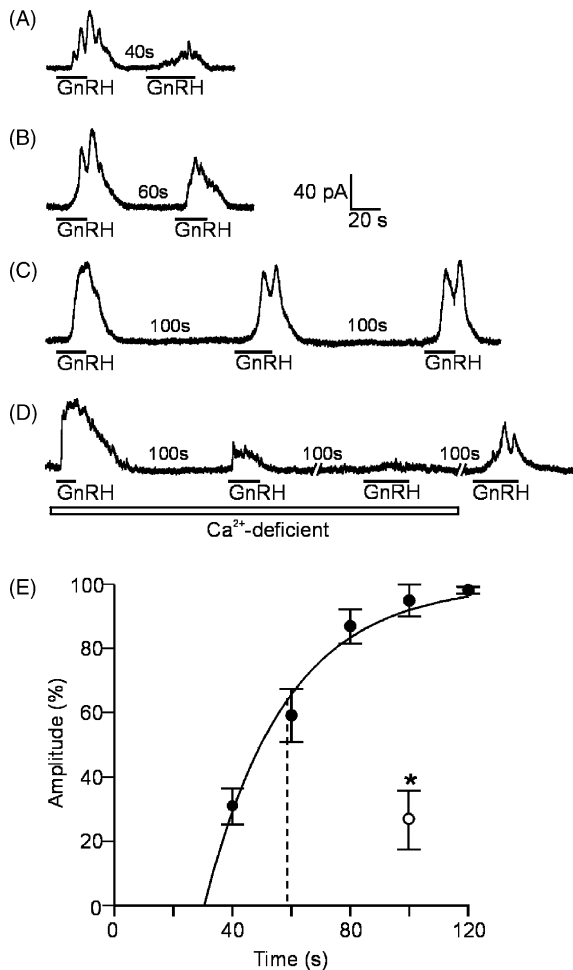 (A)
40s
GnRH GnRH
(B)
60s
GnRH GnRH
40 pA
20 s
(C)
100s 100s
GnRH GnRH GnRH
(D)
100s 100s 100s
GnRH GnRH GnRH GnRH
Ca²⁺-deficient
(E)
100
80
60
40
20
0
Amplitude (%)
*
0 40 80 120
Time (s)